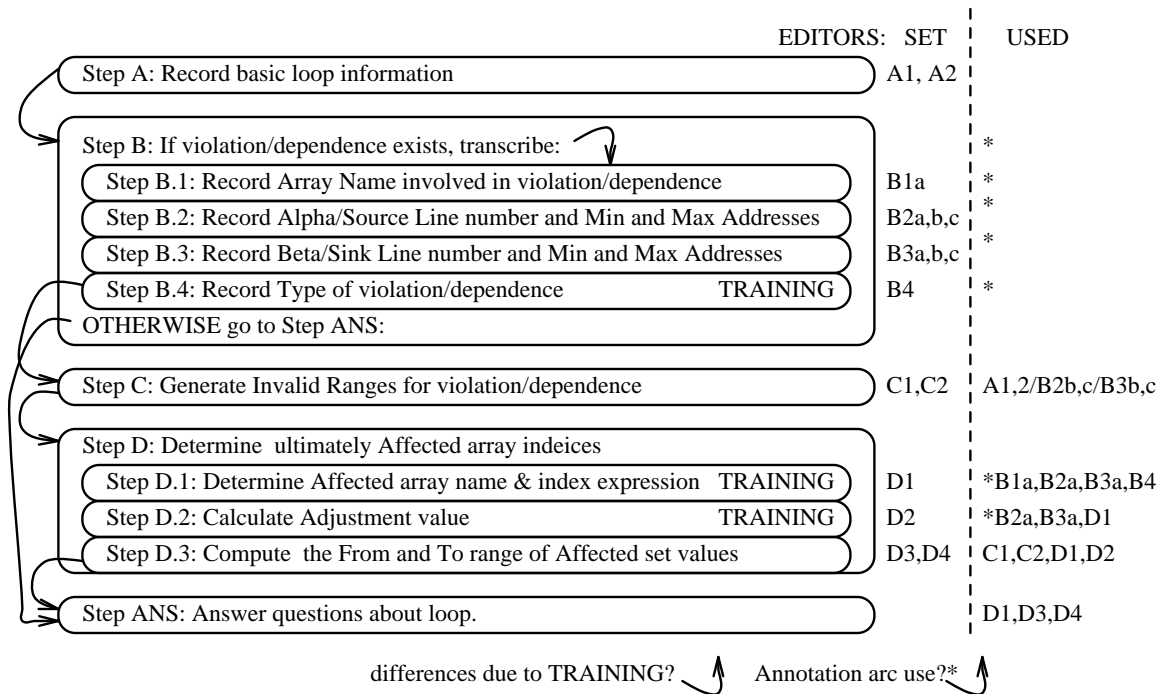 EDITORS: SET USED
Step A: Record basic loop information A1, A2
Step B: If violation/dependence exists, transcribe: *
Step B.1: Record Array Name involved in violation/dependence B1a *
Step B.2: Record Alpha/Source Line number and Min and Max Addresses B2a,b,c *
Step B.3: Record Beta/Sink Line number and Min and Max Addresses B3a,b,c *
Step B.4: Record Type of violation/dependence TRAINING B4 *
OTHERWISE go to Step ANS:
Step C: Generate Invalid Ranges for violation/dependence C1,C2 A1,2/B2b,c/B3b,c
Step D: Determine ultimately Affected array indeices
Step D.1: Determine Affected array name & index expression TRAINING D1 *B1a,B2a,B3a,B4
Step D.2: Calculate Adjustment value TRAINING D2 *B2a,B3a,D1
Step D.3: Compute the From and To range of Affected set values D3,D4 C1,C2,D1,D2
Step ANS: Answer questions about loop. D1,D3,D4
differences due to TRAINING? Annotation arc use?*